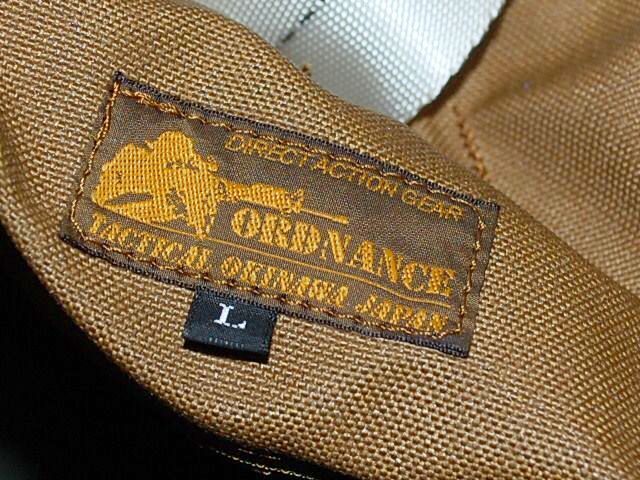 DIRECT ACTION GEAR
ORDNANCE
TACTICAL OKINAWA JAPAN
L